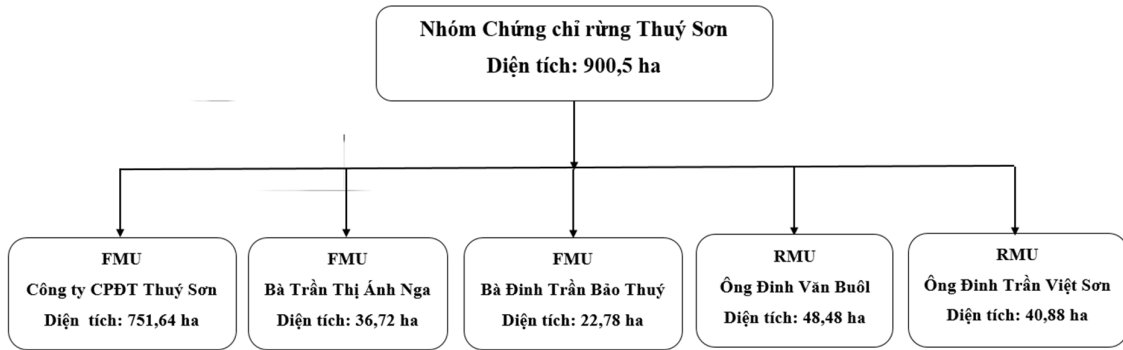 Nhóm Chứng chỉ rừng Thuý Sơn
Diện tích: 900,5 ha
FMU
Công ty CPĐT Thuý Sơn
Diện tích: 751,64 ha
FMU
Bà Trần Thị Ánh Nga
Diện tích: 36,72 ha
FMU
Bà Đinh Trần Bảo Thuý
Diện tích: 22,78 ha
RMU
Ông Đinh Văn Buôl
Diện tích: 48,48 ha
RMU
Ông Đinh Trần Việt Sơn
Diện tích: 40,88 ha